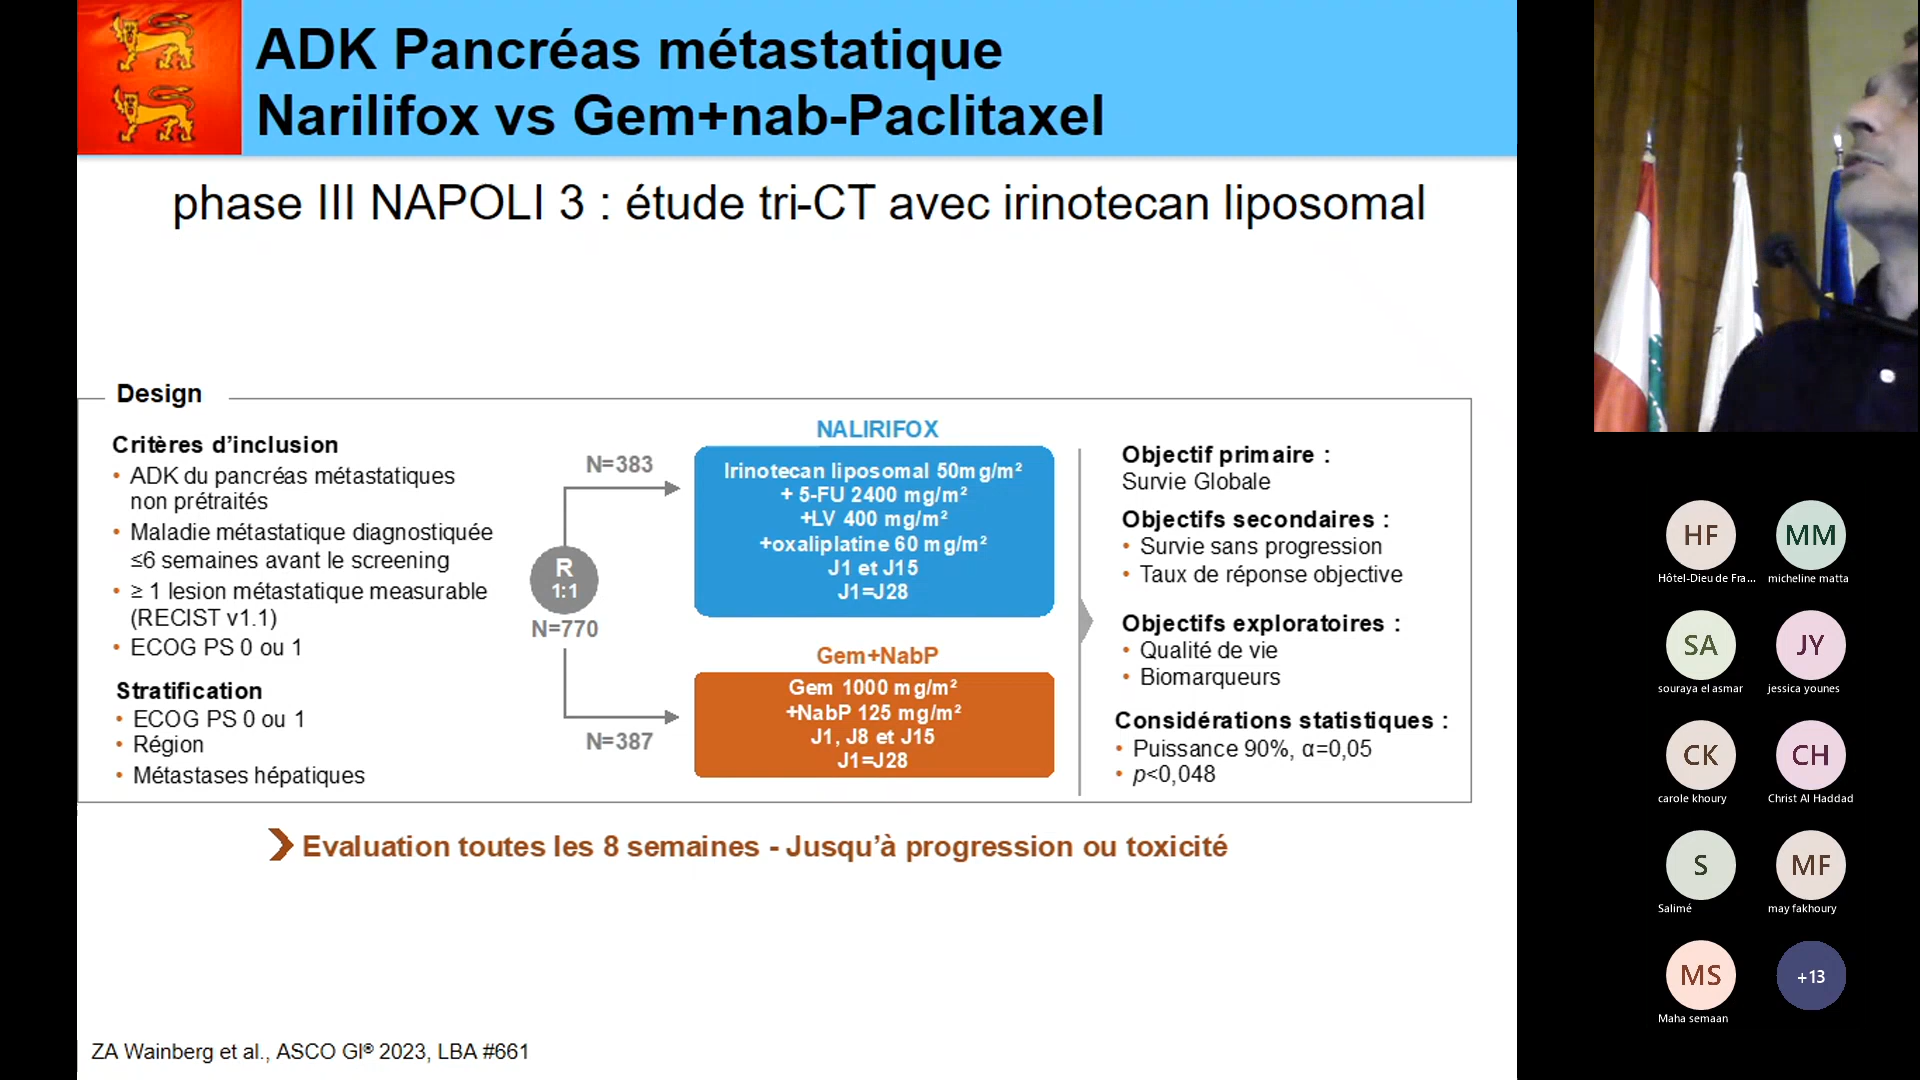 ADK Pancréas métastatique
Narilifox vs Gem+nab-Paclitaxel
phase III NAPOLI 3 : étude tri-CT avec irinotecan liposomal
Design
Critères d'inclusion
• ADK du pancréas métastatiques
non prétraités
• Maladie métastatique diagnostiquée
≤6 semaines avant le screening
• ≥ 1 lesion métastatique measurable
(RECIST v1.1)
• ECOG PS 0 ou 1
Stratification
• ECOG PS 0 ou 1
• Région
• Métastases hépatiques
R
1:1
N=770
N=383
N=387
NALIRIFOX
Irinotecan liposomal 50mg/m²
+ 5-FU 2400 mg/m²
+LV 400 mg/m²
+oxaliplatine 60 mg/m²
J1 et J15
J1=J28
Gem+NabP
Gem 1000 mg/m²
+NabP 125 mg/m²
J1, J8 et J15
J1=J28
Objectif primaire :
Survie Globale
Objectifs secondaires :
• Survie sans progression
• Taux de réponse objective
Objectifs exploratoires :
• Qualité de vie
• Biomarqueurs
Considérations statistiques :
• Puissance 90%, α=0,05
• p<0,048
Evaluation toutes les 8 semaines - Jusqu'à progression ou toxicité
ZA Wainberg et al., ASCO GI® 2023, LBA #661
HF
Hôtel-Dieu de Fra...
MM
micheline matta
SA
souraya el asmar
JY
jessica younes
CK
carole khoury
CH
Christ Al Haddad
S
Salimé
MF
may fakhoury
MS
Maha semaan
+13